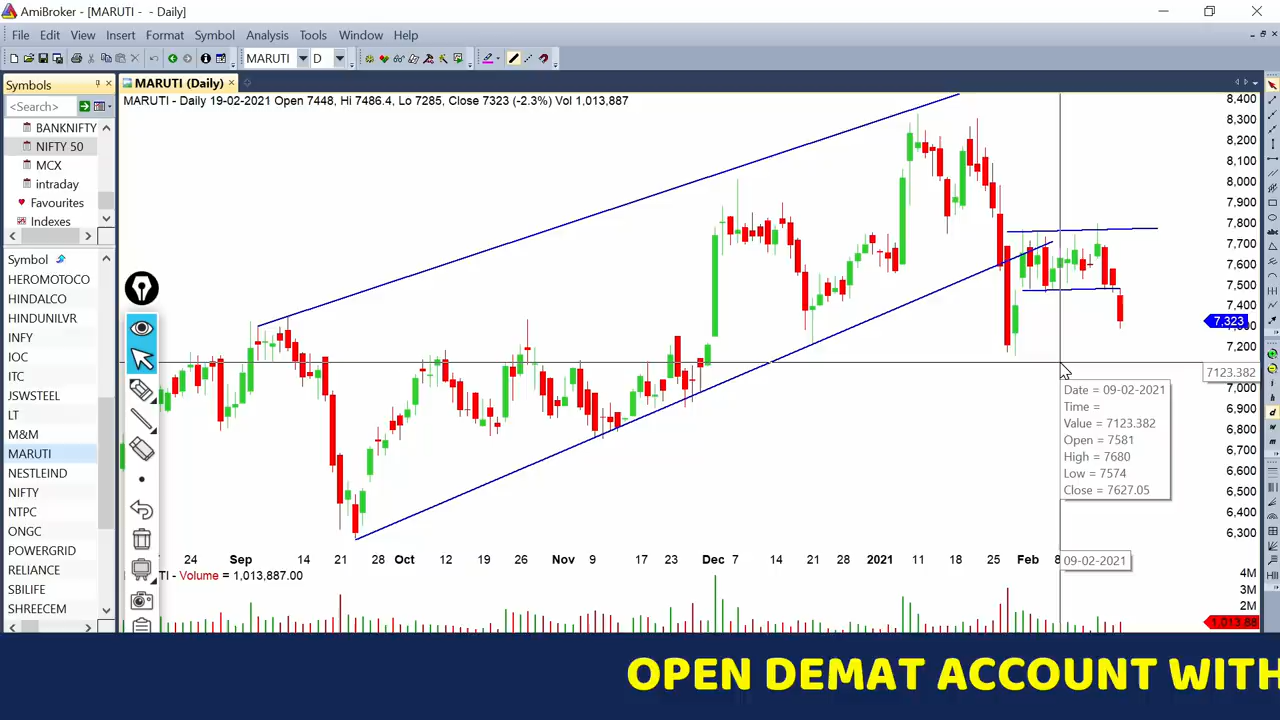 AmiBroker - [MARUTI - - Daily]
File Edit View Insert Format Symbol Analysis Tools Window Help
MARUTI D
Symbols
MARUTI (Daily)
<Search>
MARUTI - Daily 19-02-2021 Open 7448, Hi 7486.4, Lo 7285, Close 7323 (-2.3%) Vol 1,013,887
BANKNIFTY
NIFTY 50
MCX
intraday
Favourites
Indexes
Symbol
HEROMOTOCO
HINDALCO
HINDUNILVR
INFY
IOC
ITC
JSWSTEEL
LT
M&M
MARUTI
NESTLEIND
NIFTY
NTPC
ONGC
POWERGRID
RELIANCE
SBILIFE
SHREECEM
8,400
8,300
8,200
8,100
8,000
7,900
7,800
7,700
7,600
7,500
7,400
7,323
7,200
7123.382
7,000
6,900
6,800
6,700
6,600
6,500
6,400
6,300
Date = 09-02-2021
Time =
Value = 7123.382
Open = 7581
High = 7680
Low = 7574
Close = 7627.05
24 Sep 14 21 28 Oct 12 19 26 Nov 9 17 23 Dec 7 14 21 28 2021 11 18 25 Feb 8 09-02-2021
TI - Volume = 1,013,887.00
4M
3M
2M
1,013,88
OPEN DEMAT ACCOUNT WITH